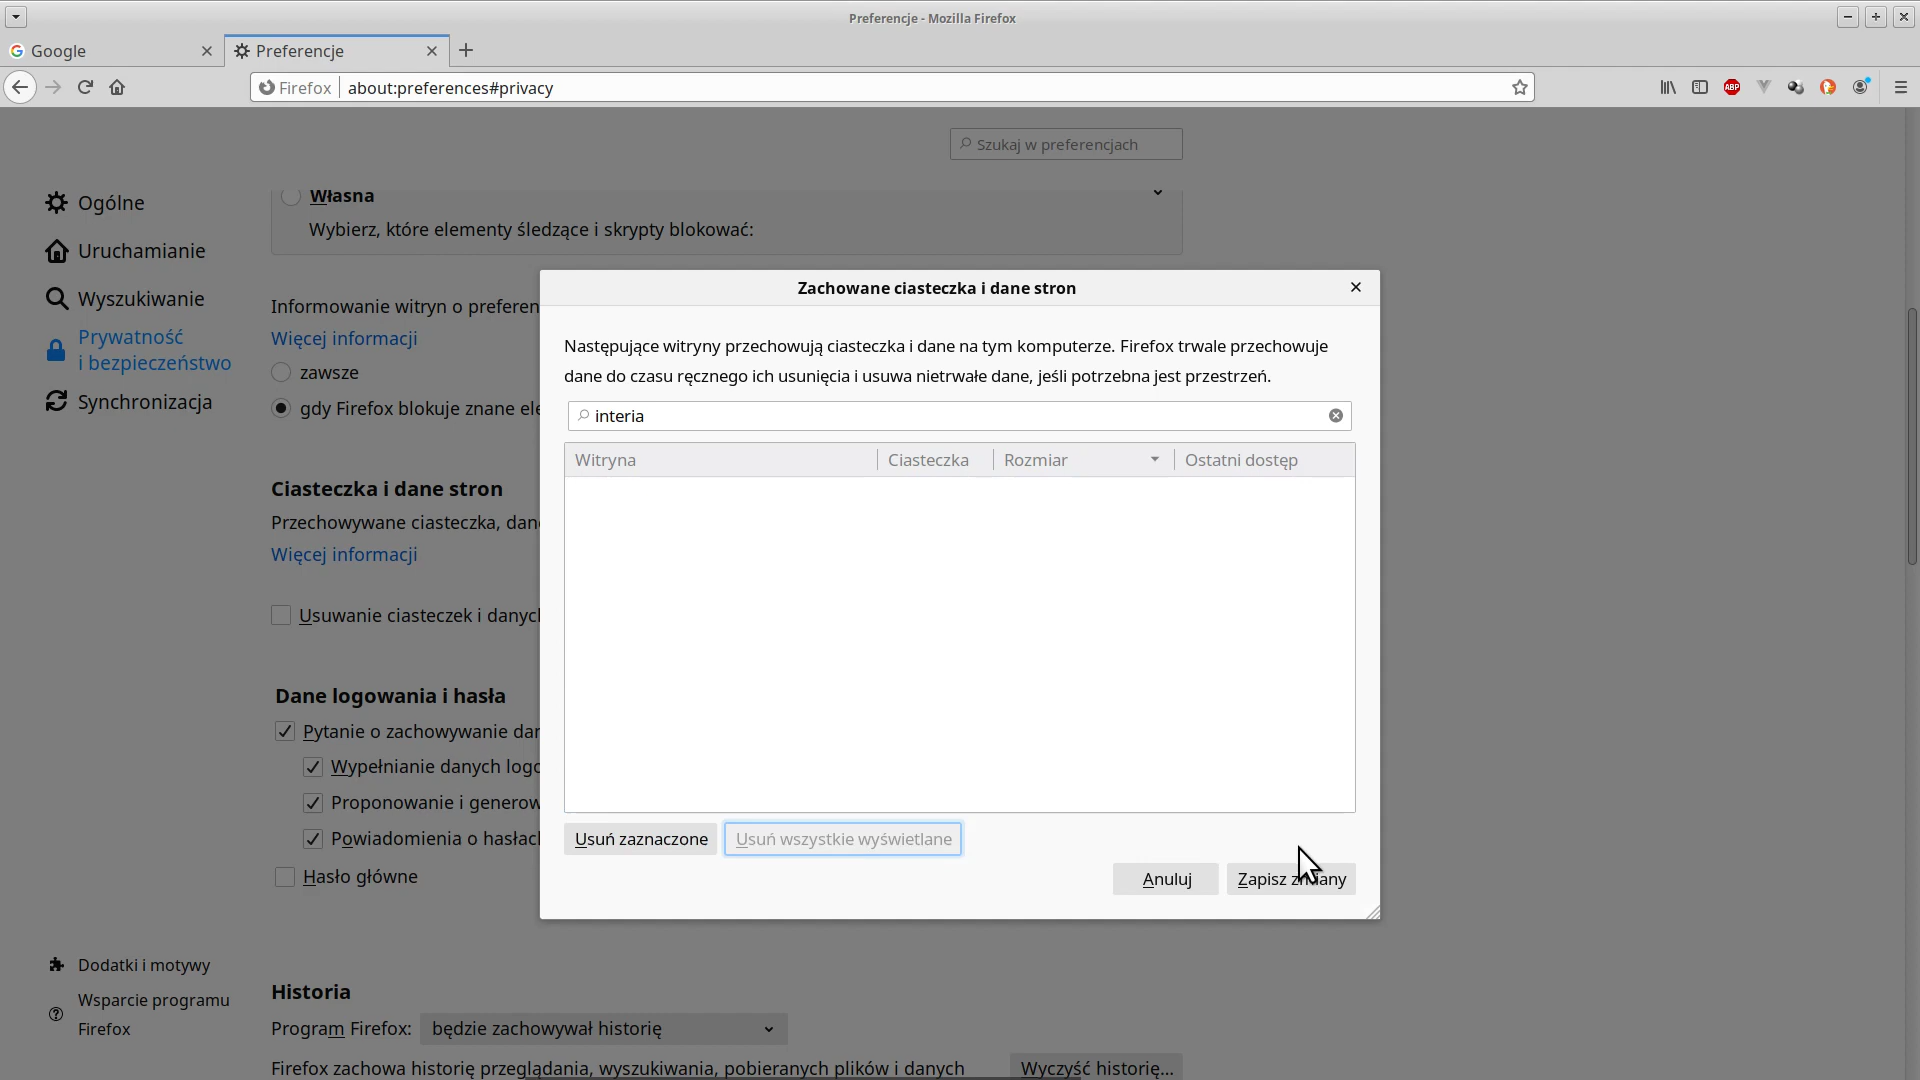 Preferencje - Mozilla Firefox
Google
Preferencje
Firefox
about:preferences#privacy
ABP
Szukaj w preferencjach
Ogólne
Uruchamianie
Wyszukiwanie
Prywatność
i bezpieczeństwo
Synchronizacja
Dodatki i motywy
Wsparcie programu
Firefox
Własna
Wybierz, które elementy śledzące i skrypty blokować:
Informowanie witryn o preferen
Więcej informacji
zawsze
gdy Firefox blokuje znane ele
Ciasteczka i dane stron
Przechowywane ciasteczka, dan
Więcej informacji
Usuwanie ciasteczek i danych
Dane logowania i hasła
Pytanie o zachowywanie dan
Wypełnianie danych logo
Proponowanie i generow
Powiadomienia o hasłach
Hasło główne
Historia
Program Firefox:
będzie zachowywał historię
Firefox zachowa historię przeglądania, wyszukiwania, pobieranych plików i danych
Wyczyść historię...
Zachowane ciasteczka i dane stron
Następujące witryny przechowują ciasteczka i dane na tym komputerze. Firefox trwale przechowuje
dane do czasu ręcznego ich usunięcia i usuwa nietrwałe dane, jeśli potrzebna jest przestrzeń.
interia
Witryna
Ciasteczka
Rozmiar
Ostatni dostęp
Usuń zaznaczone
Usuń wszystkie wyświetlane
Anuluj
Zapisz zmiany